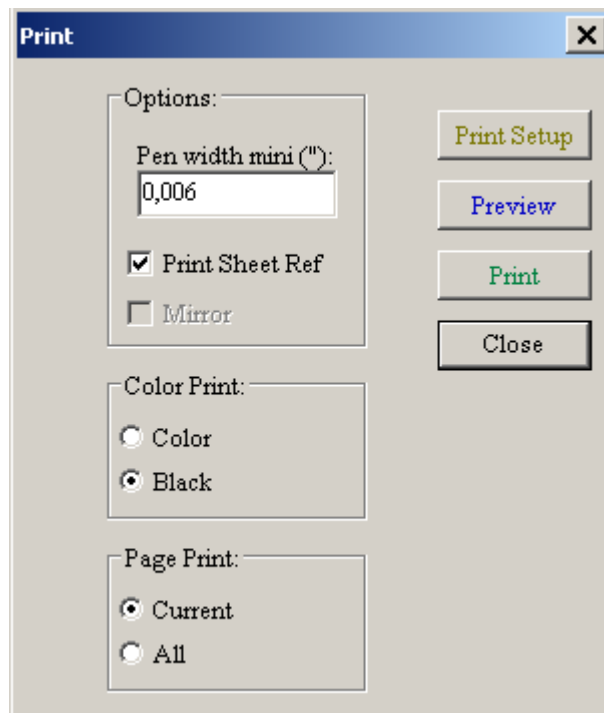 Print
Options:
Pen width mini ("):
0,006
Print Sheet Ref
Mirror
Color Print:
Color
Black
Page Print:
Current
All
Print Setup
Preview
Print
Close